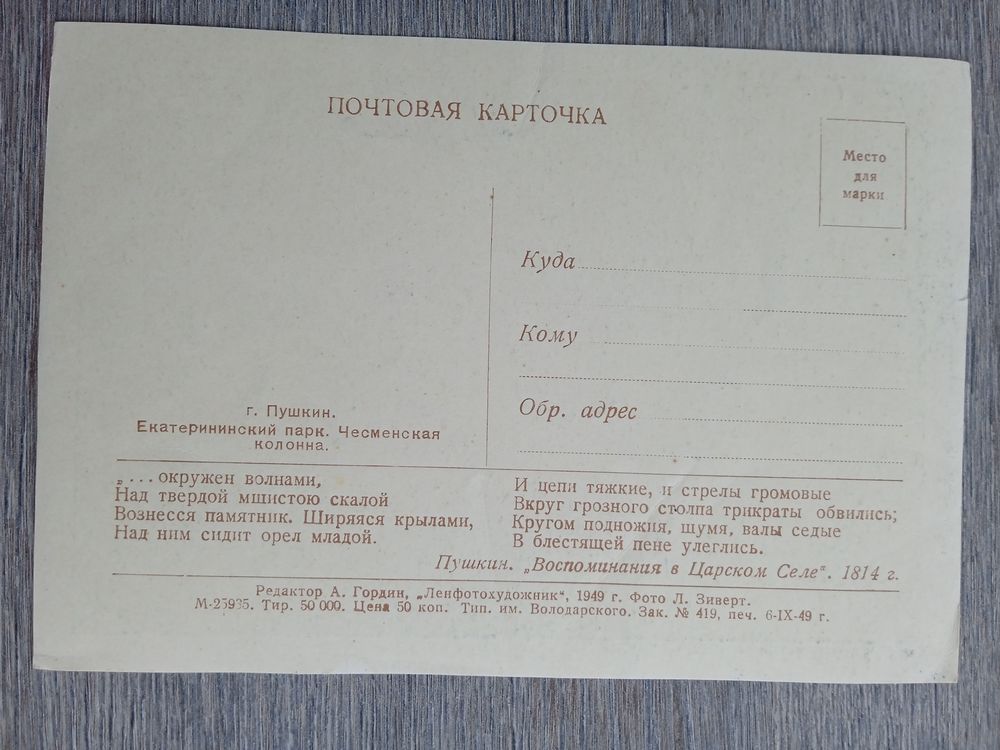 ПОЧТОВАЯ КАРТОЧКА
Место
для
марки
Куда
Кому
Обр. адрес
г. Пушкин.
Екатерининский парк. Чесменская
колонна.
„... окружен волнами,
Над твердой мшистою скалой
Вознесся памятник. Ширяяся крылами,
Над ним сидит орел младой.
И цепи тяжкие, и стрелы громовые
Вкруг грозного столпа трикраты обвились;
Кругом подножия, шумя, валы седые
В блестящей пене улеглись.
Пушкин. „Воспоминания в Царском Селе“. 1814 г.
Редактор А. Гордин, „Ленфотохудожник“, 1949 г. Фото Л. Зиверт.
М-25935. Тир. 50 000. Цена 50 коп. Тип. им. Володарского. Зак. № 419, печ. 6-IX-49 г.